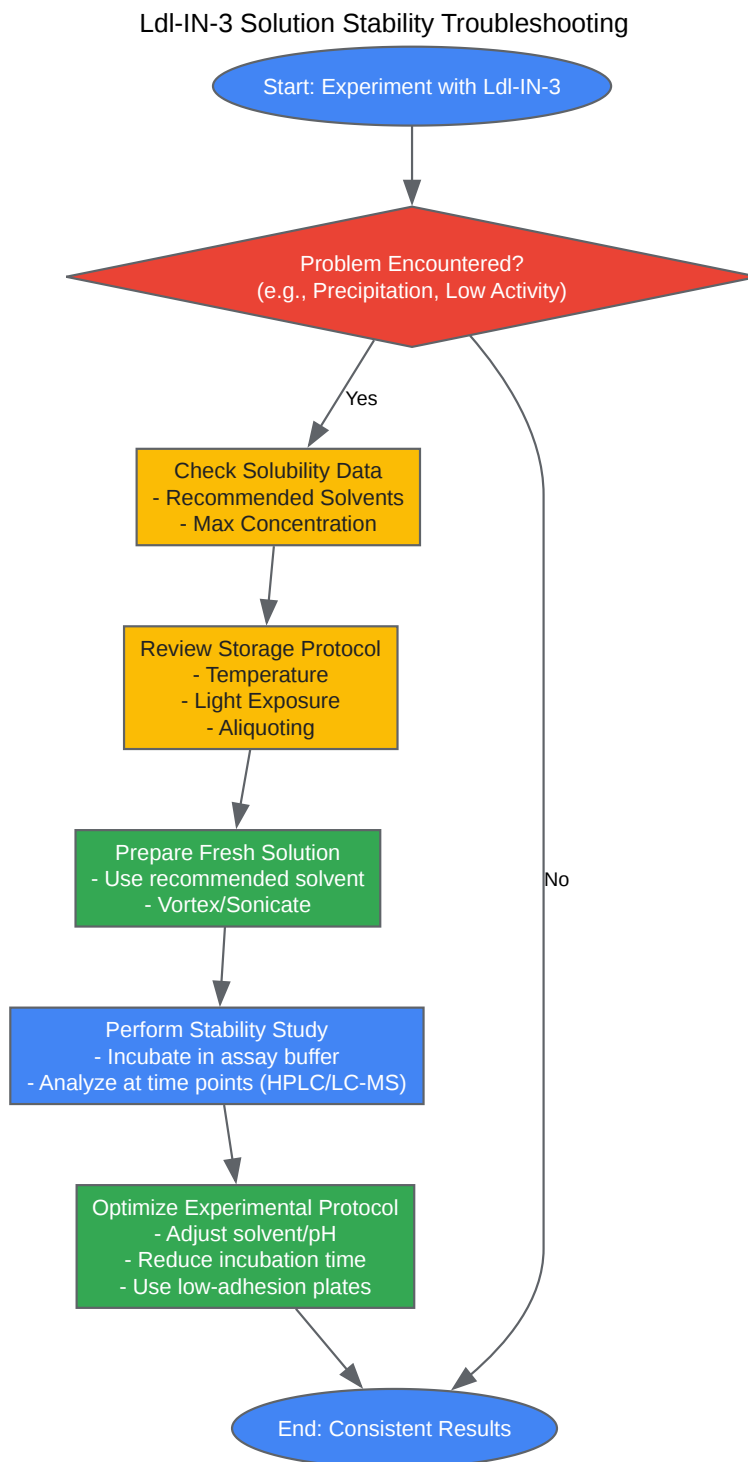 Ldl-IN-3 Solution Stability Troubleshooting
Start: Experiment with Ldl-IN-3
Problem Encountered?
(e.g., Precipitation, Low Activity)
Yes
Check Solubility Data
- Recommended Solvents
- Max Concentration
Review Storage Protocol
- Temperature
- Light Exposure
- Aliquoting
Prepare Fresh Solution
- Use recommended solvent
- Vortex/Sonicate
No
Perform Stability Study
- Incubate in assay buffer
- Analyze at time points (HPLC/LC-MS)
Optimize Experimental Protocol
- Adjust solvent/pH
- Reduce incubation time
- Use low-adhesion plates
End: Consistent Results